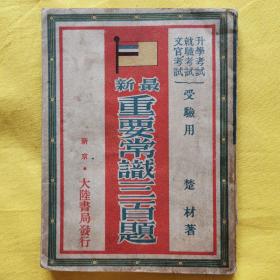 升學考試
就職考試
文官考試
受驗用
楚材著
最新
重要常識三百題
新京·大陸書局發行